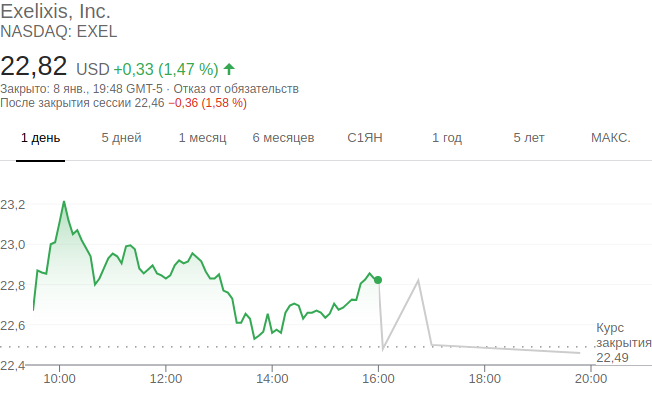 Exelixis, Inc.
NASDAQ: EXEL
22,82 USD +0,33 (1,47 %)
Закрыто: 8 янв., 19:48 GMT-5 · Отказ от обязательств
После закрытия сессии 22,46 −0,36 (1,58 %)
1 день 5 дней 1 месяц 6 месяцев С1ЯН 1 год 5 лет МАКС.
23,2
23,0
22,8
22,6
22,4
Курс
закрытия
22,49
10:00 12:00 14:00 16:00 18:00 20:00